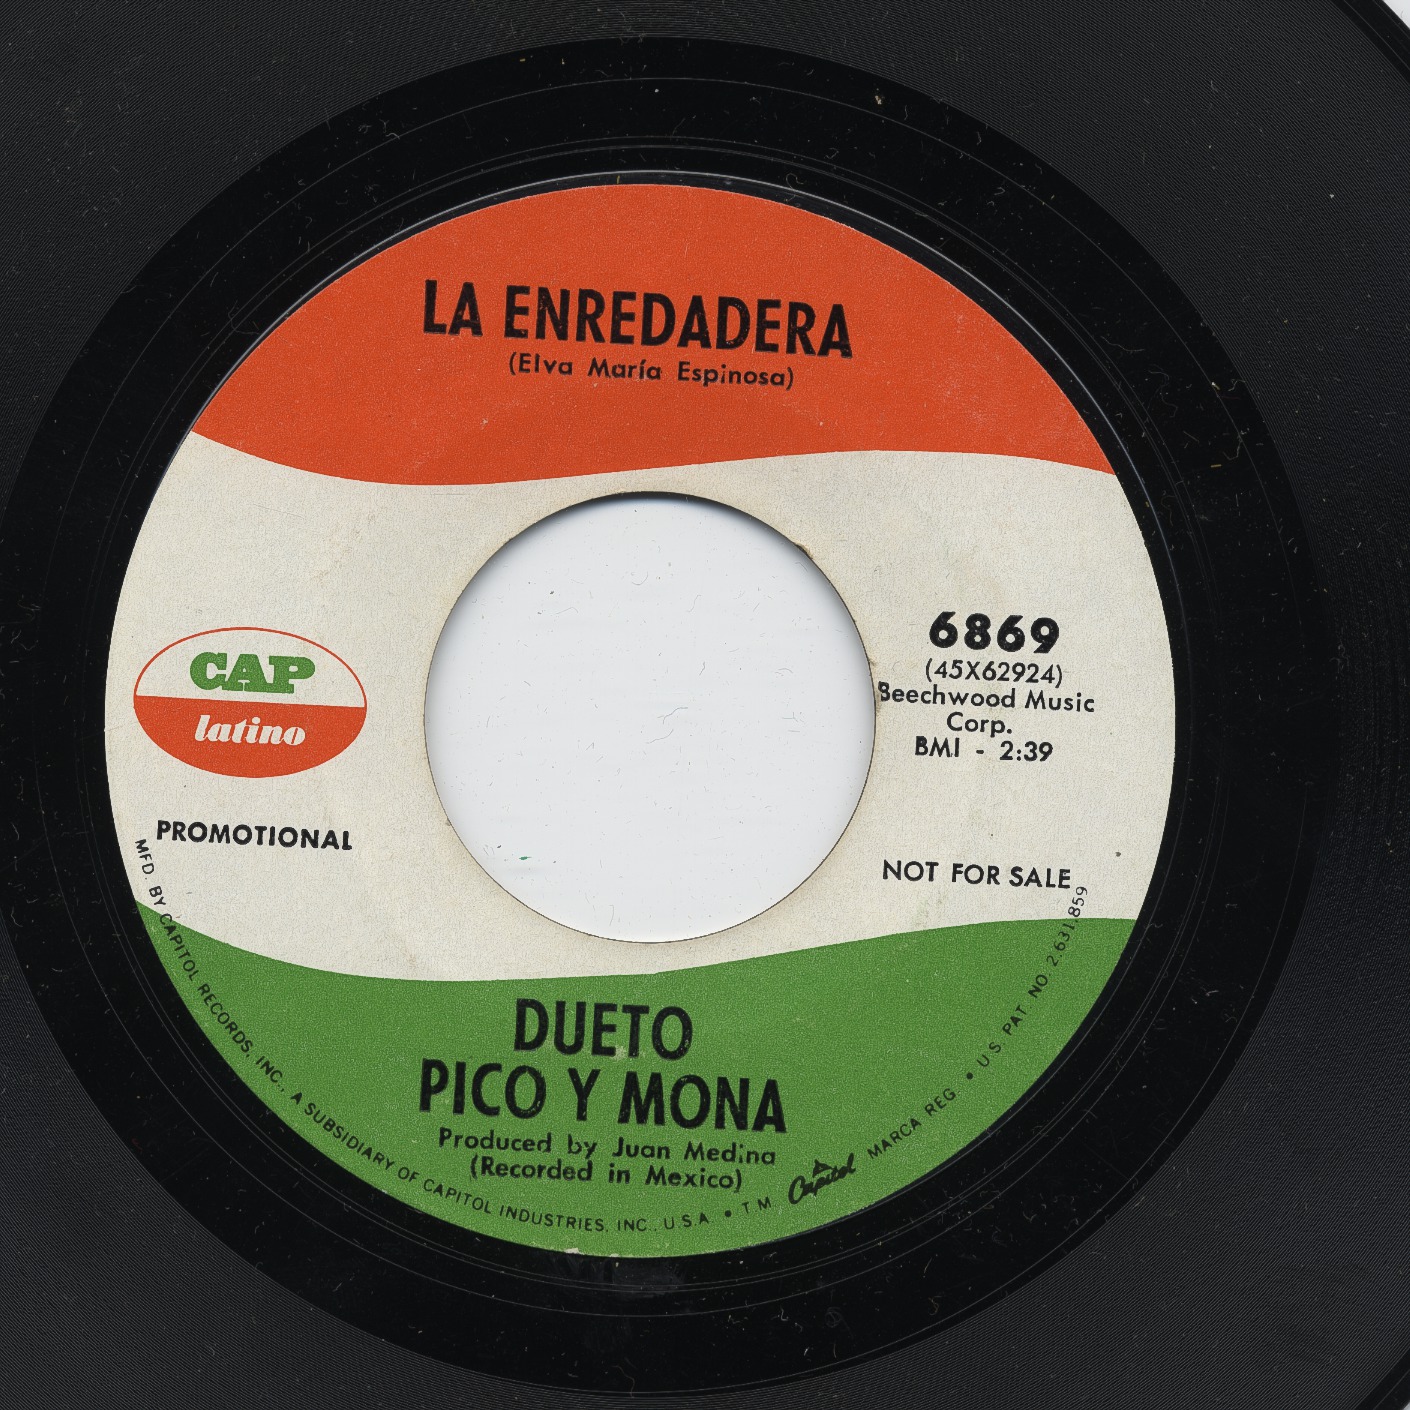 LA ENREDADERA
(Elva María Espinosa)
CAP
latino
6869
(45X62924)
Beechwood Music
Corp.
BMI - 2:39
PROMOTIONAL
NOT FOR SALE
DUETO
PICO Y MONA
Produced by Juan Medina
(Recorded in Mexico)
MFD. BY CAPITOL RECORDS, INC., A SUBSIDIARY OF CAPITOL INDUSTRIES, INC., U.S.A. • T.M. Capitol MARCA REG. • U.S. PAT. NO. 2,631,859